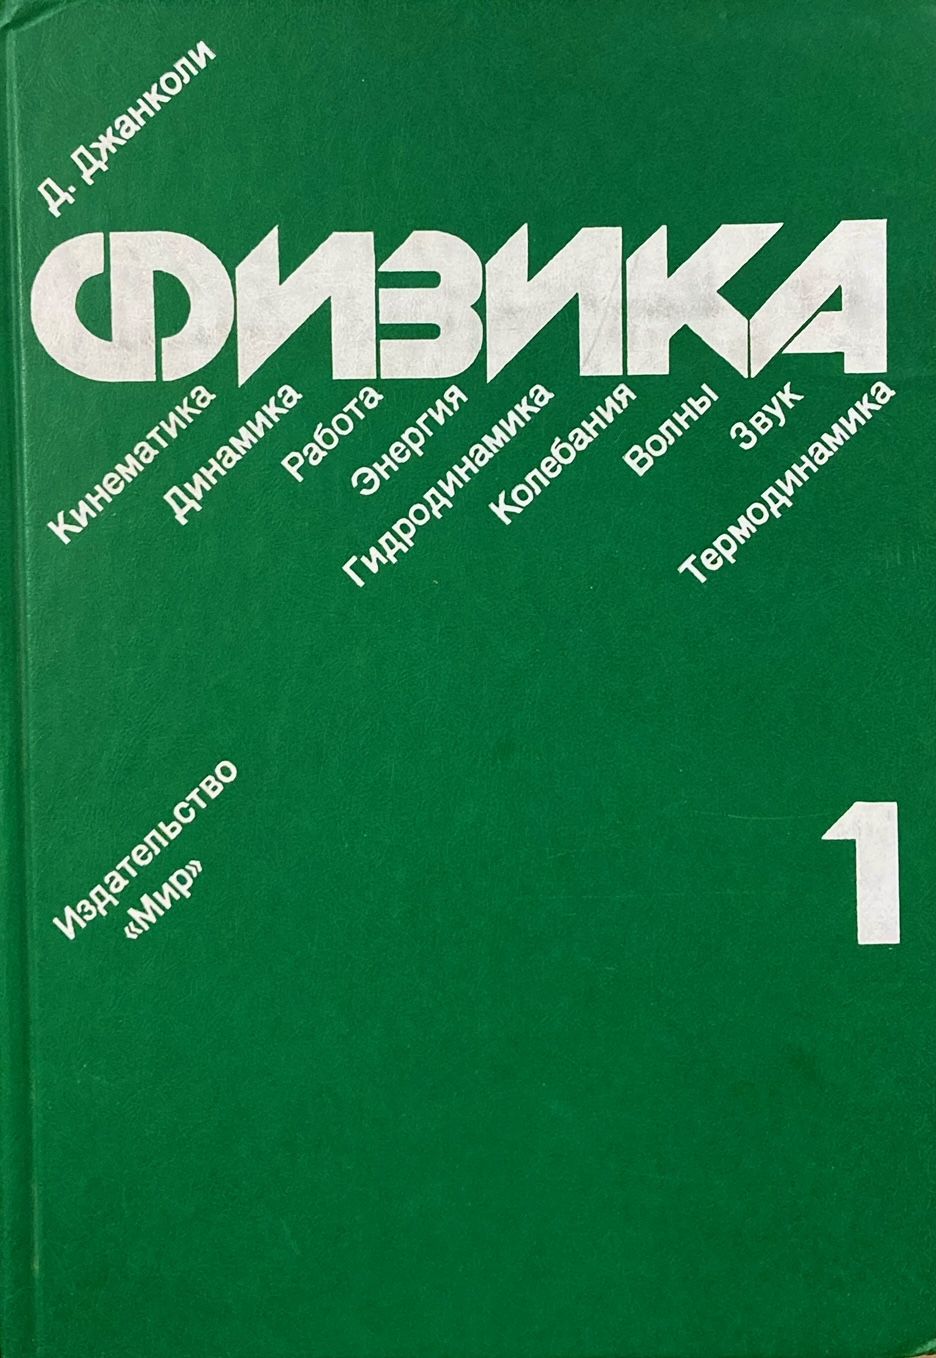 Д. Джанколи
ФИЗИКА
Кинематика
Динамика
Работа
Энергия
Гидродинамика
Колебания
Волны
Звук
Термодинамика
Издательство
«Мир»
1